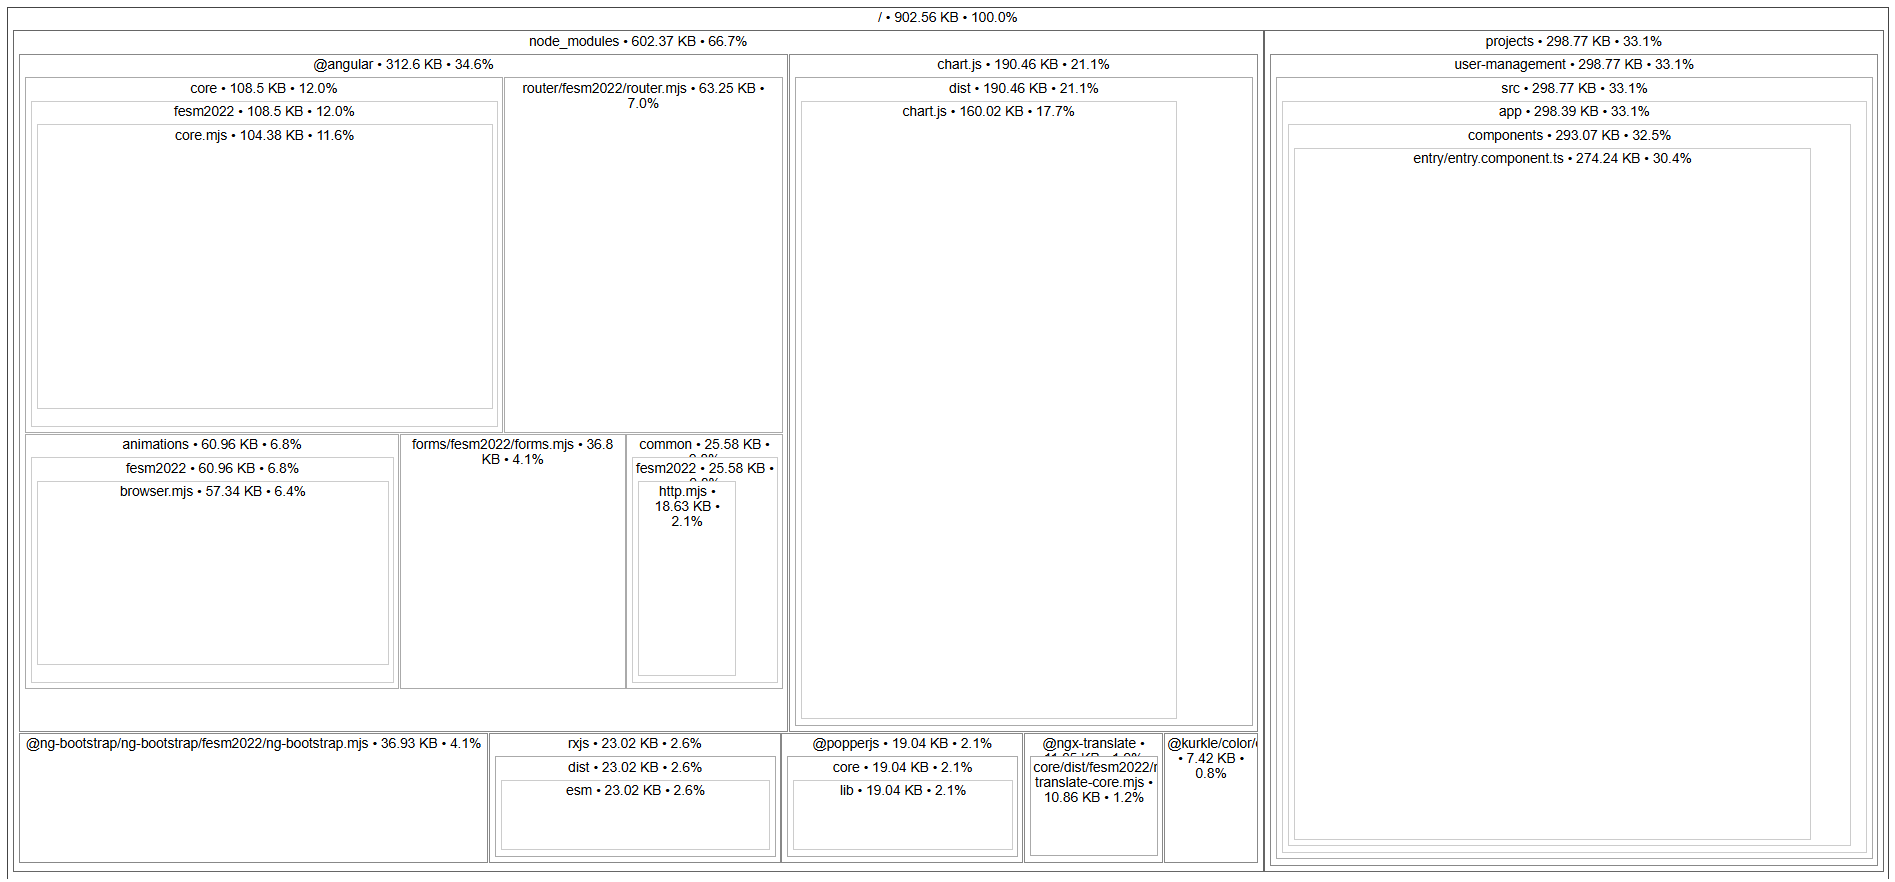 / • 902.56 KB • 100.0%
node_modules • 602.37 KB • 66.7%
@angular • 312.6 KB • 34.6%
core • 108.5 KB • 12.0%
fesm2022 • 108.5 KB • 12.0%
core.mjs • 104.38 KB • 11.6%
router/fesm2022/router.mjs • 63.25 KB •
7.0%
animations • 60.96 KB • 6.8%
fesm2022 • 60.96 KB • 6.8%
browser.mjs • 57.34 KB • 6.4%
forms/fesm2022/forms.mjs • 36.8
KB • 4.1%
common • 25.58 KB •
fesm2022 • 25.58 KB •
http.mjs •
18.63 KB •
2.1%
chart.js • 190.46 KB • 21.1%
dist • 190.46 KB • 21.1%
chart.js • 160.02 KB • 17.7%
@ng-bootstrap/ng-bootstrap/fesm2022/ng-bootstrap.mjs • 36.93 KB • 4.1%
rxjs • 23.02 KB • 2.6%
dist • 23.02 KB • 2.6%
esm • 23.02 KB • 2.6%
@popperjs • 19.04 KB • 2.1%
core • 19.04 KB • 2.1%
lib • 19.04 KB • 2.1%
@ngx-translate •
core/dist/fesm2022/
translate-core.mjs •
10.86 KB • 1.2%
@kurkle/color/
• 7.42 KB •
0.8%
projects • 298.77 KB • 33.1%
user-management • 298.77 KB • 33.1%
src • 298.77 KB • 33.1%
app • 298.39 KB • 33.1%
components • 293.07 KB • 32.5%
entry/entry.component.ts • 274.24 KB • 30.4%